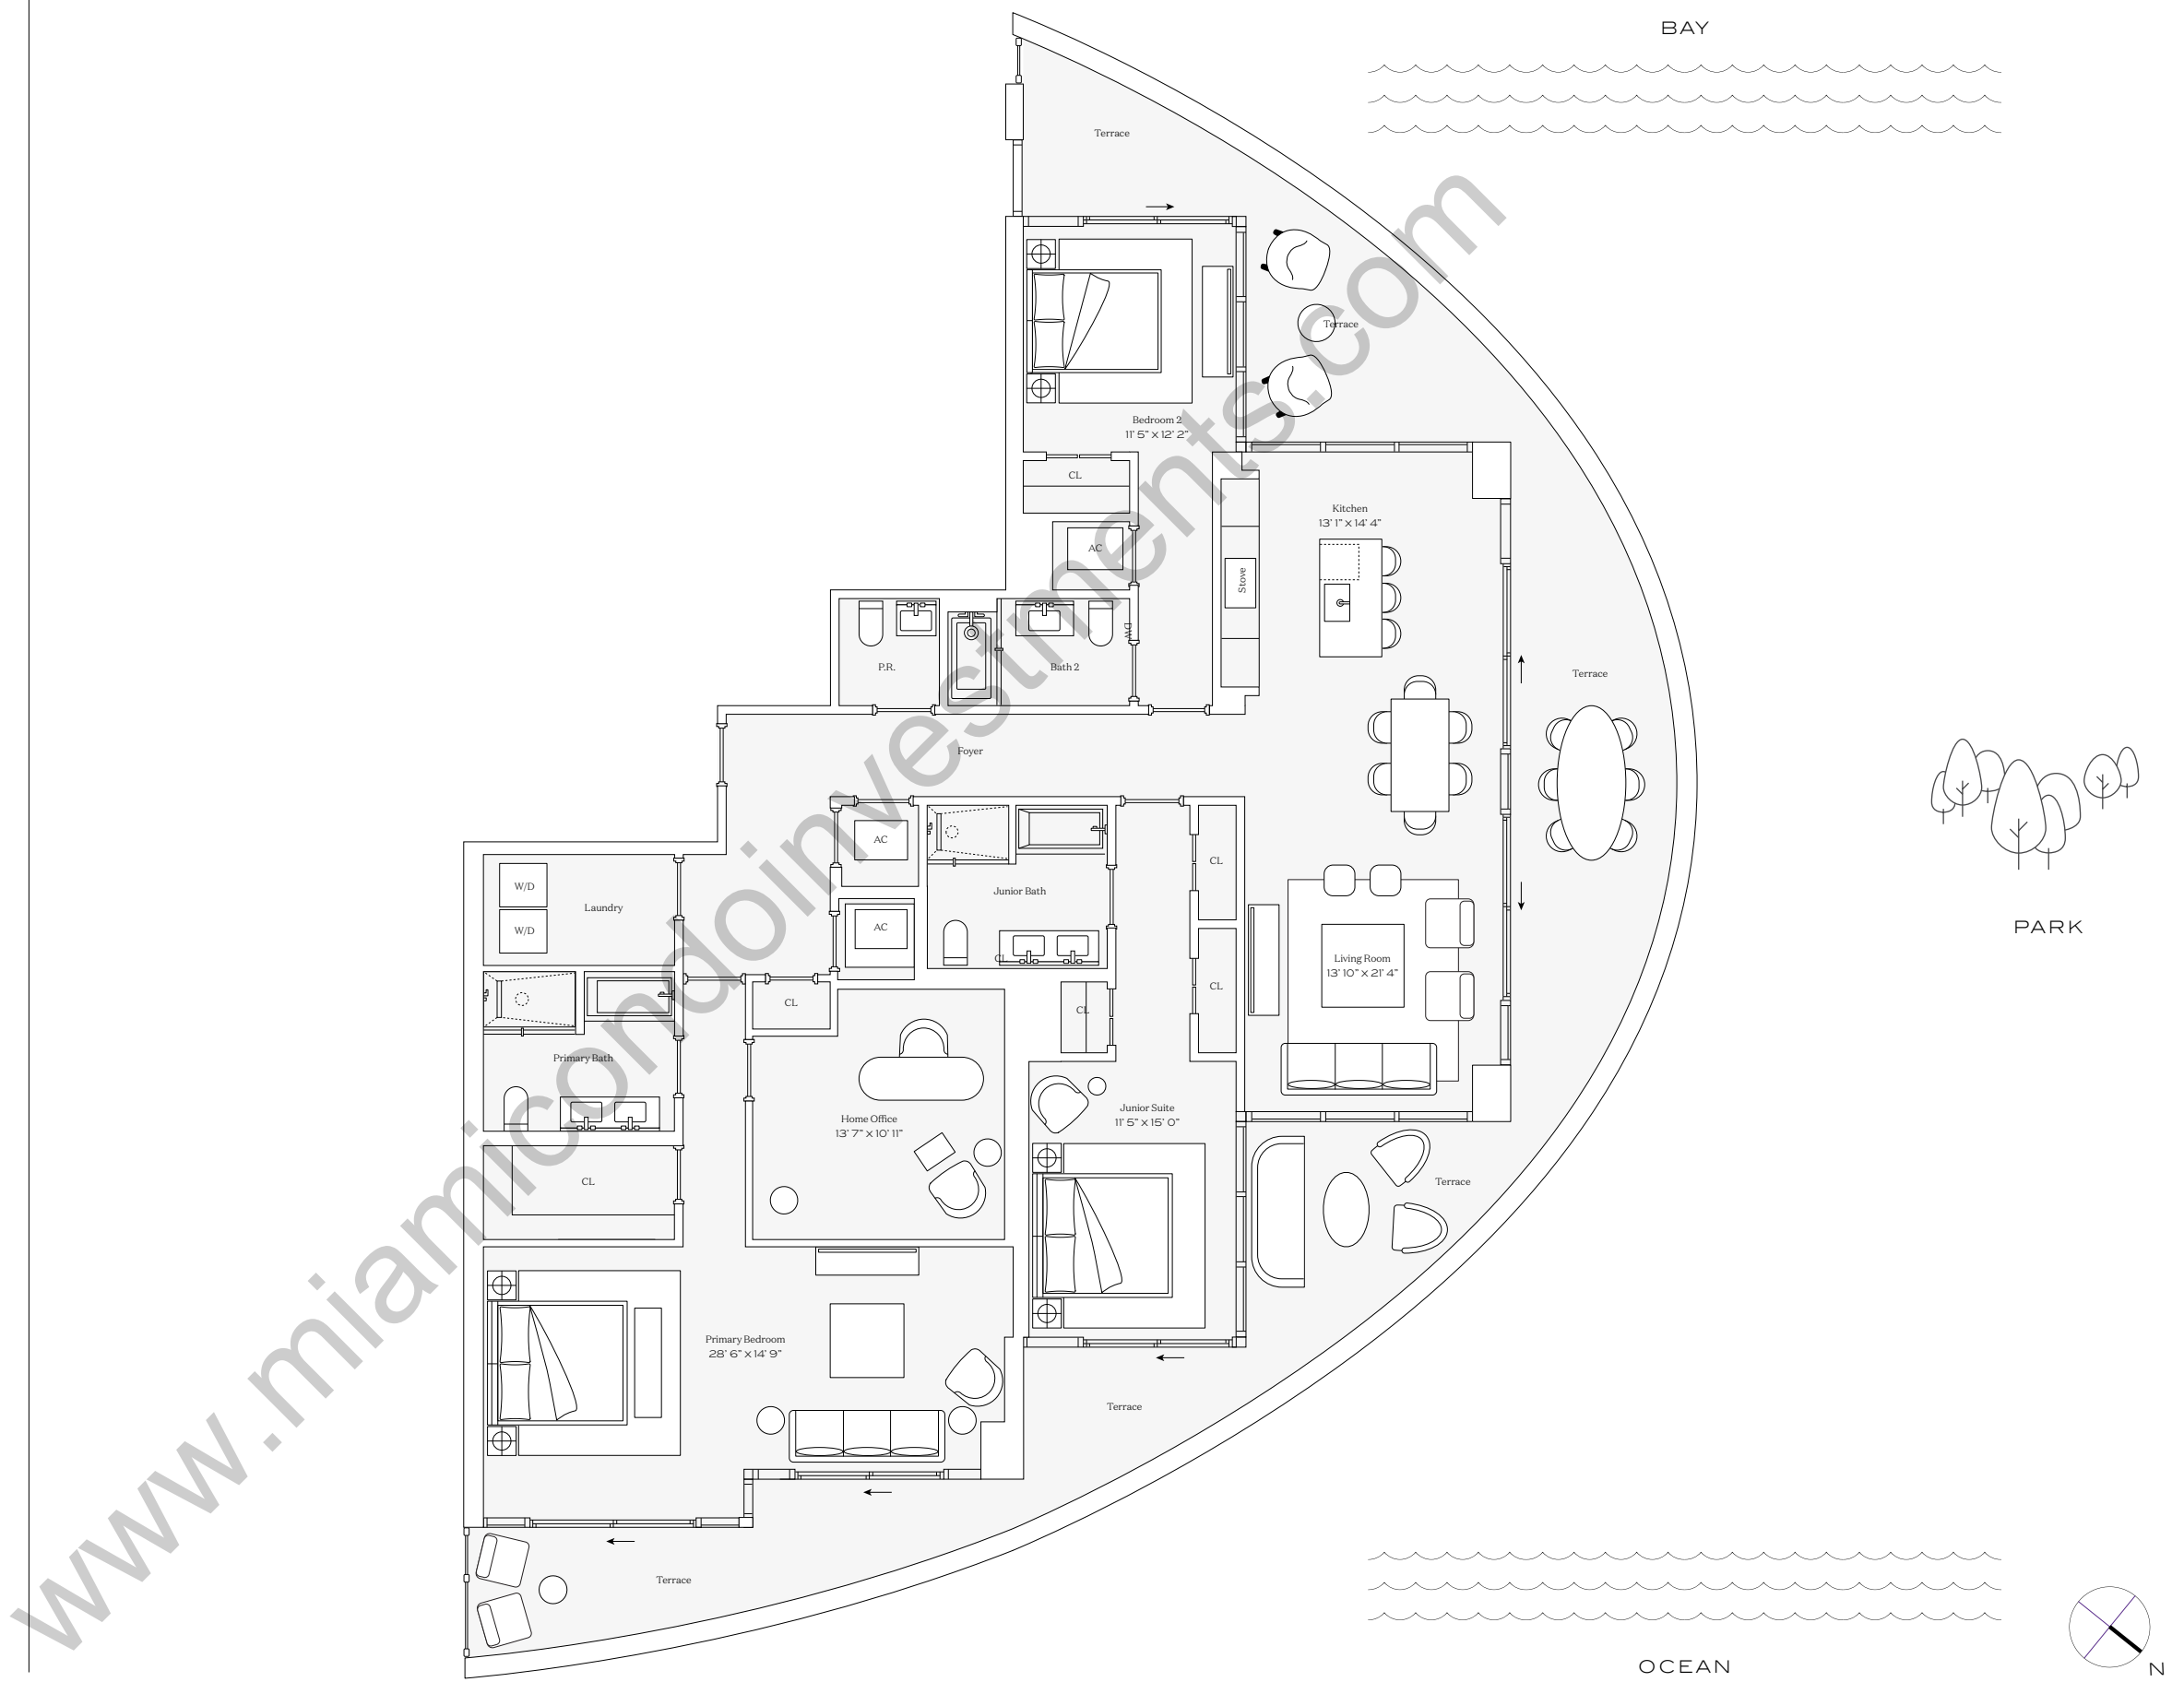 BAY
Terrace
Terrace
Bedroom 2
11' 5" x 12' 2"
CL
Kitchen
13' 1" x 14' 4"
AC
Stove
DW
P.R.
Bath 2
Terrace
Foyer
AC
CL
W/D
Laundry
Junior Bath
AC
W/D
PARK
CL
Living Room
13' 10" x 21' 4"
CL
CL
CL
Primary Bath
Home Office
13' 7" x 10' 11"
Junior Suite
11' 5" x 15' 0"
CL
Terrace
Primary Bedroom
28' 6" x 14' 9"
Terrace
Terrace
OCEAN
N
www.miamicondoinvestments.com